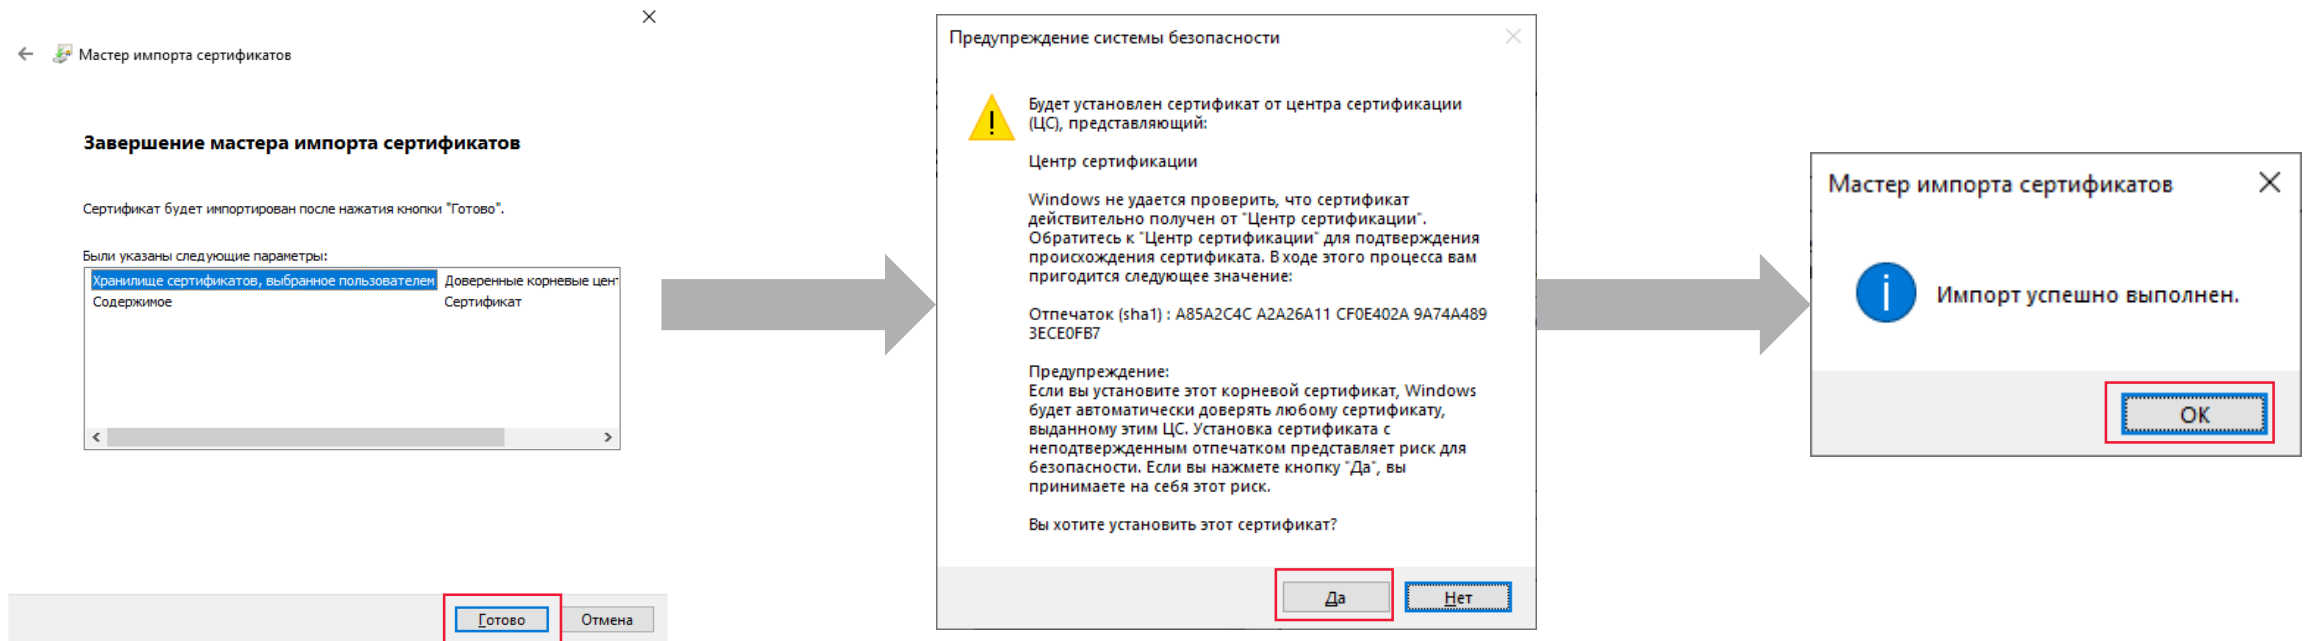 Мастер импорта сертификатов
Завершение мастера импорта сертификатов
Сертификат будет импортирован после нажатия кнопки "Готово".
Были указаны следующие параметры:
Хранилище сертификатов, выбранное пользователем Доверенные корневые цен
Содержимое Сертификат
Готово Отмена
Предупреждение системы безопасности
Будет установлен сертификат от центра сертификации
(ЦС), представляющий:
Центр сертификации
Windows не удается проверить, что сертификат
действительно получен от "Центр сертификации".
Обратитесь к "Центр сертификации" для подтверждения
происхождения сертификата. В ходе этого процесса вам
пригодится следующее значение:
Отпечаток (sha1) : A85A2C4C A2A26A11 CF0E402A 9A74A489
3ECE0FB7
Предупреждение:
Если вы установите этот корневой сертификат, Windows
будет автоматически доверять любому сертификату,
выданному этим ЦС. Установка сертификата с
неподтвержденным отпечатком представляет риск для
безопасности. Если вы нажмете кнопку "Да", вы
принимаете на себя этот риск.
Вы хотите установить этот сертификат?
Да Нет
Мастер импорта сертификатов
Импорт успешно выполнен.
ОК